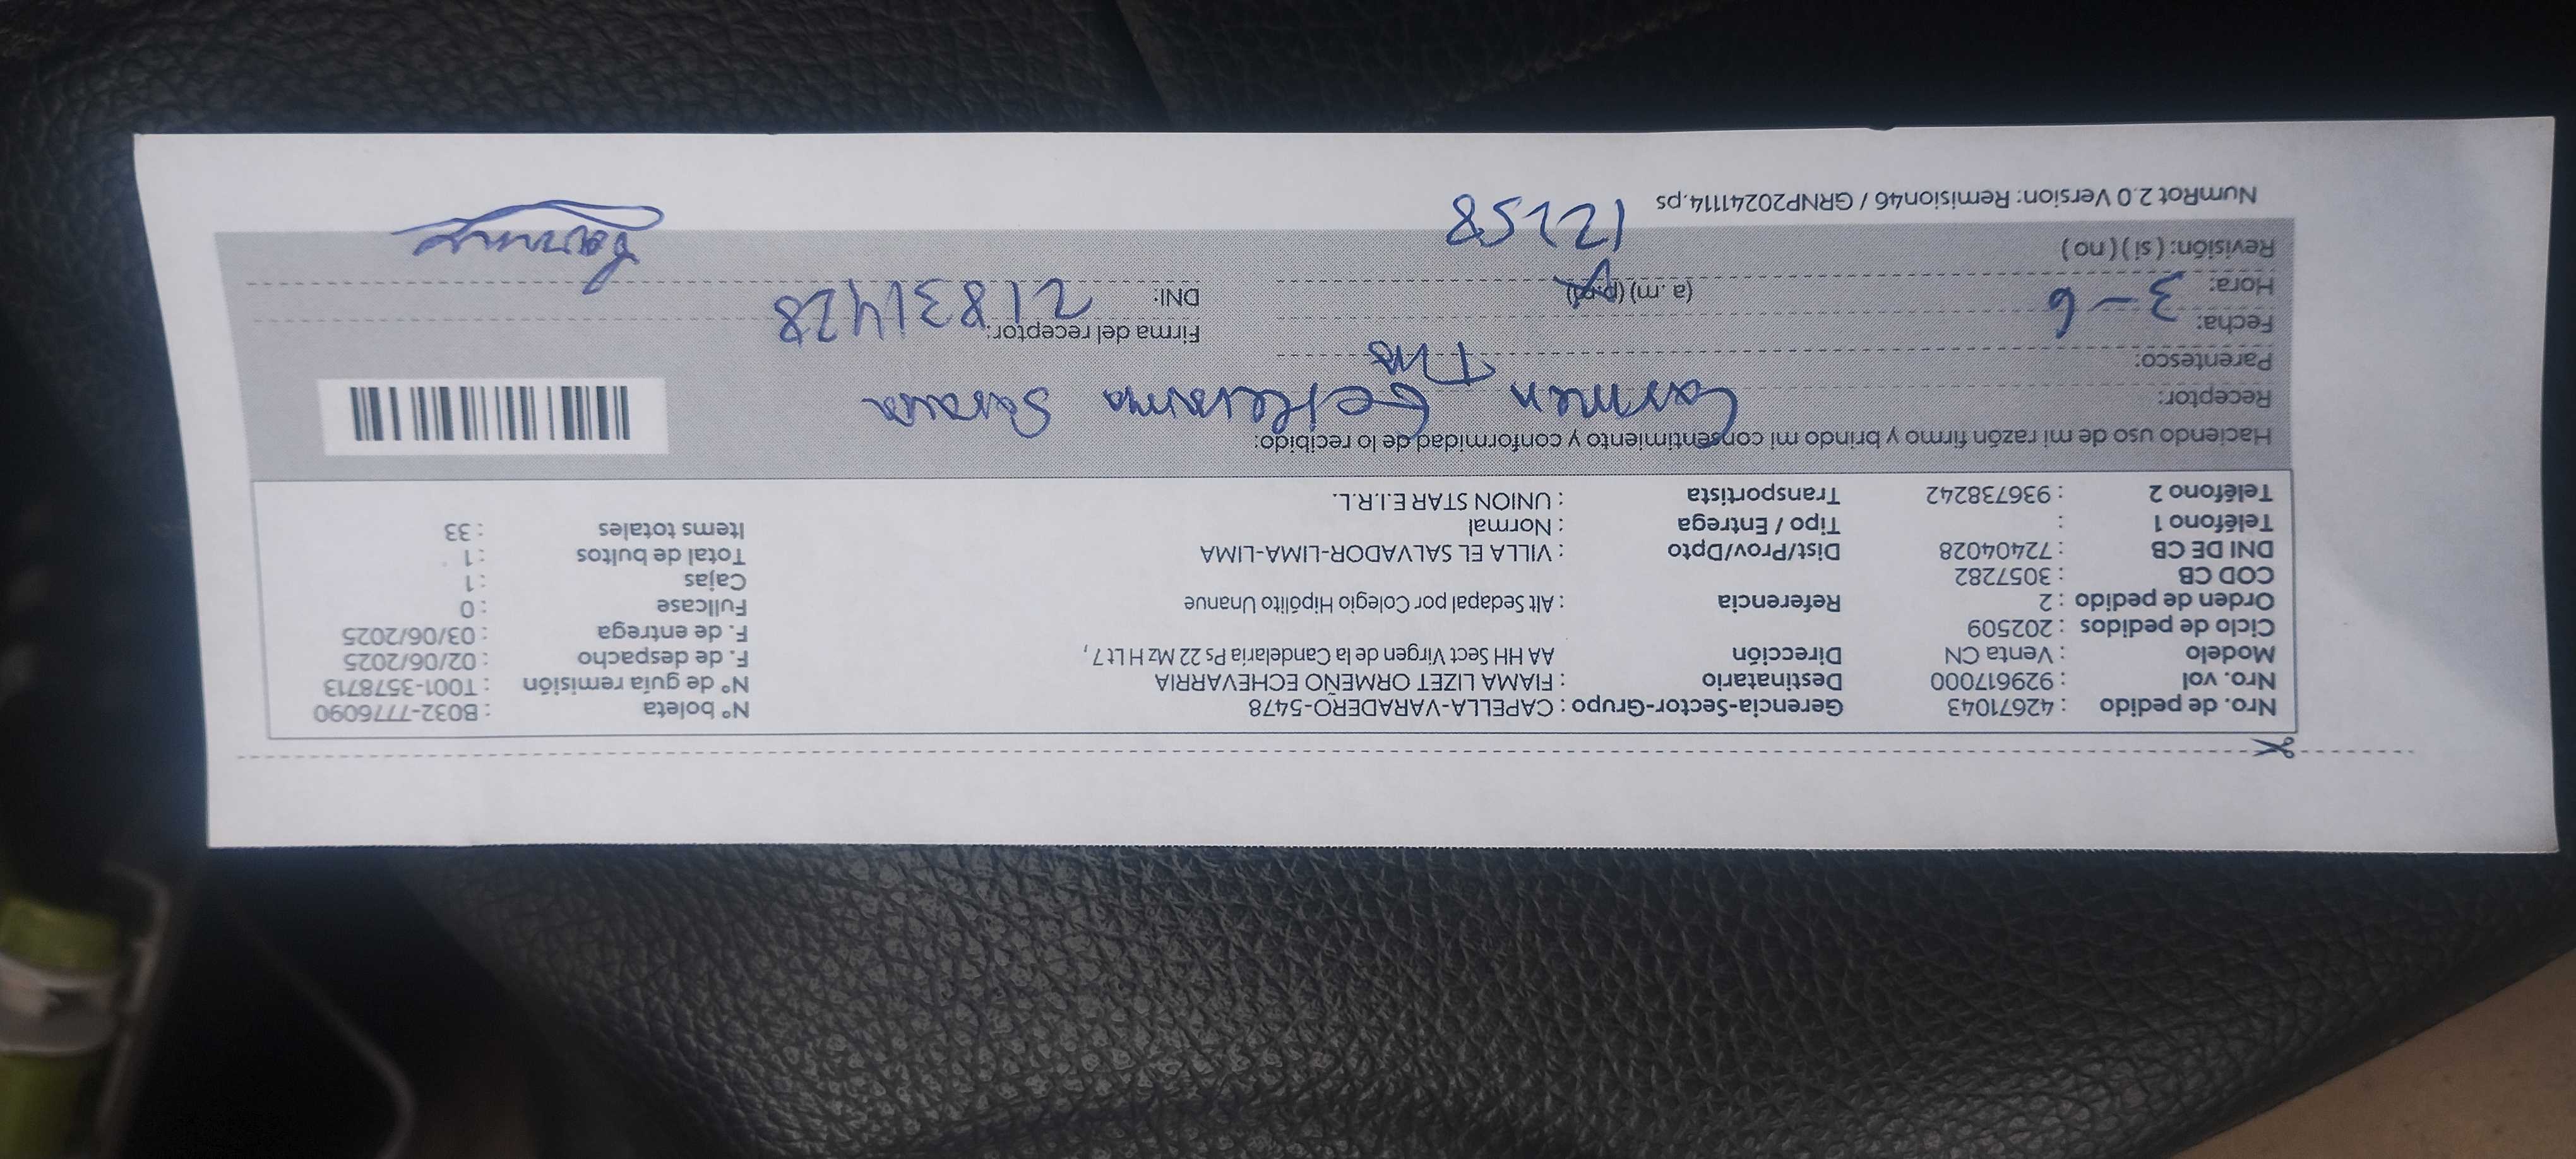 Nro. de pedido : 42671043 Gerencia-Sector-Grupo : CAPELLA-VARADERO-5478 N° boleta : B032-7776090
Nro. vol : 929617000 Destinatario : FIAMA LIZET ORMEÑO ECHEVARRIA N° de guía remisión : T001-3578713
Modelo : Venta CN Dirección AA HH Sect Virgen de la Candelaria Ps 22 Mz H Lt 7 , F. de despacho : 02/06/2025
Ciclo de pedidos : 202509 F. de entrega : 03/06/2025
Orden de pedido : 2 Referencia : Alt Sedapal por Colegio Hipólito Unanue Fullcase : 0
COD CB : 3057282 Cajas : 1
DNI DE CB : 72404028 Dist/Prov/Dpto : VILLA EL SALVADOR-LIMA-LIMA Total de bultos : 1
Teléfono 1 : Tipo / Entrega : Normal Items totales : 33
Teléfono 2 : 936738242 Transportista : UNION STAR E.I.R.L.
Haciendo uso de mi razón firmo y brindo mi consentimiento y conformidad de lo recibido:
Receptor: Carmen
Parentesco:
Fecha: 3-6 Firma del receptor:
Hora: (a.m) (p.m) DNI: 21831428
Revisión: (si) (no) 12:58
NumRot 2.0 Version: Remision46 / GRNP20241114.ps